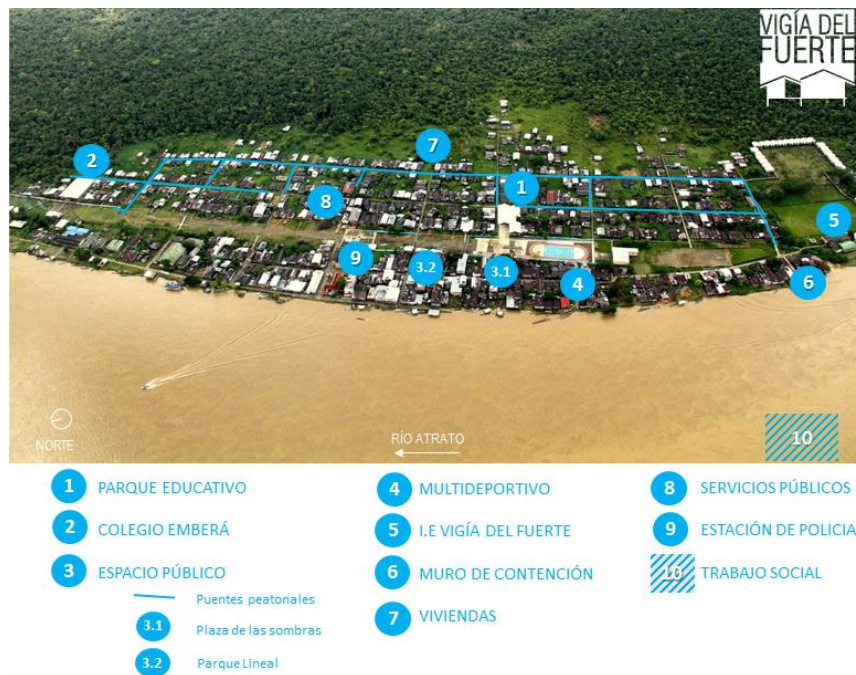 VIGÍA DEL
FUERTE
2
7
1
8
5
9
3.2
3.1
4
6
NORTE
RÍO ATRATO
10
1 PARQUE EDUCATIVO
2 COLEGIO EMBERÁ
3 ESPACIO PÚBLICO
Puentes peatonales
3.1 Plaza de las sombras
3.2 Parque Lineal
4 MULTIDEPORTIVO
5 I.E VIGÍA DEL FUERTE
6 MURO DE CONTENCIÓN
7 VIVIENDAS
8 SERVICIOS PÚBLICOS
9 ESTACIÓN DE POLICIA
10 TRABAJO SOCIAL